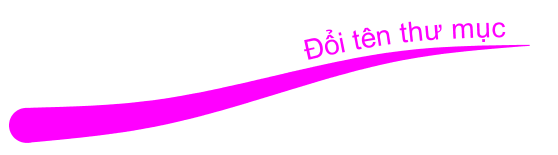 Đổi tên thư mục